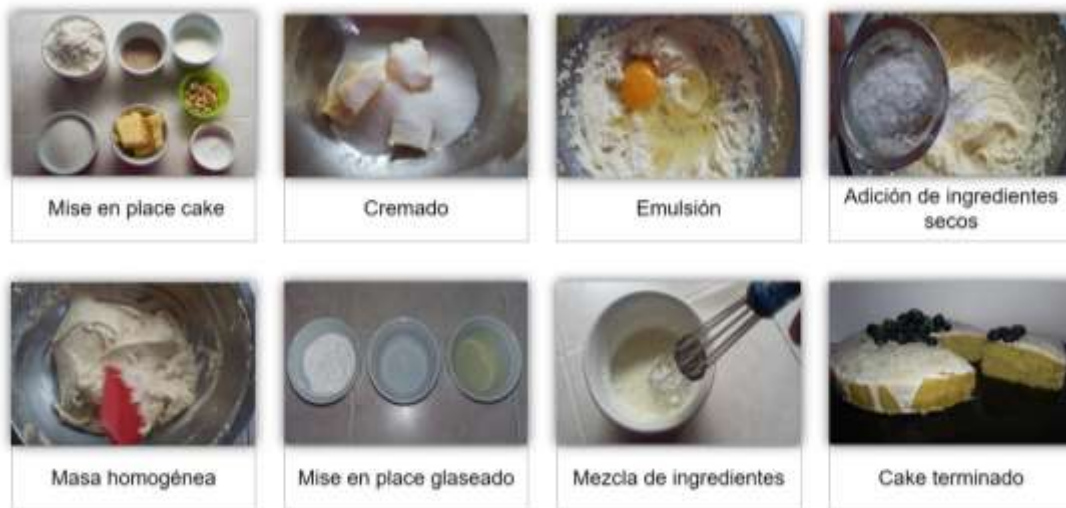 Mise en place cake
Cremado
Emulsión
Adición de ingredientes
secos
Masa homogénea
Mise en place glaseado
Mezcla de ingredientes
Cake terminado